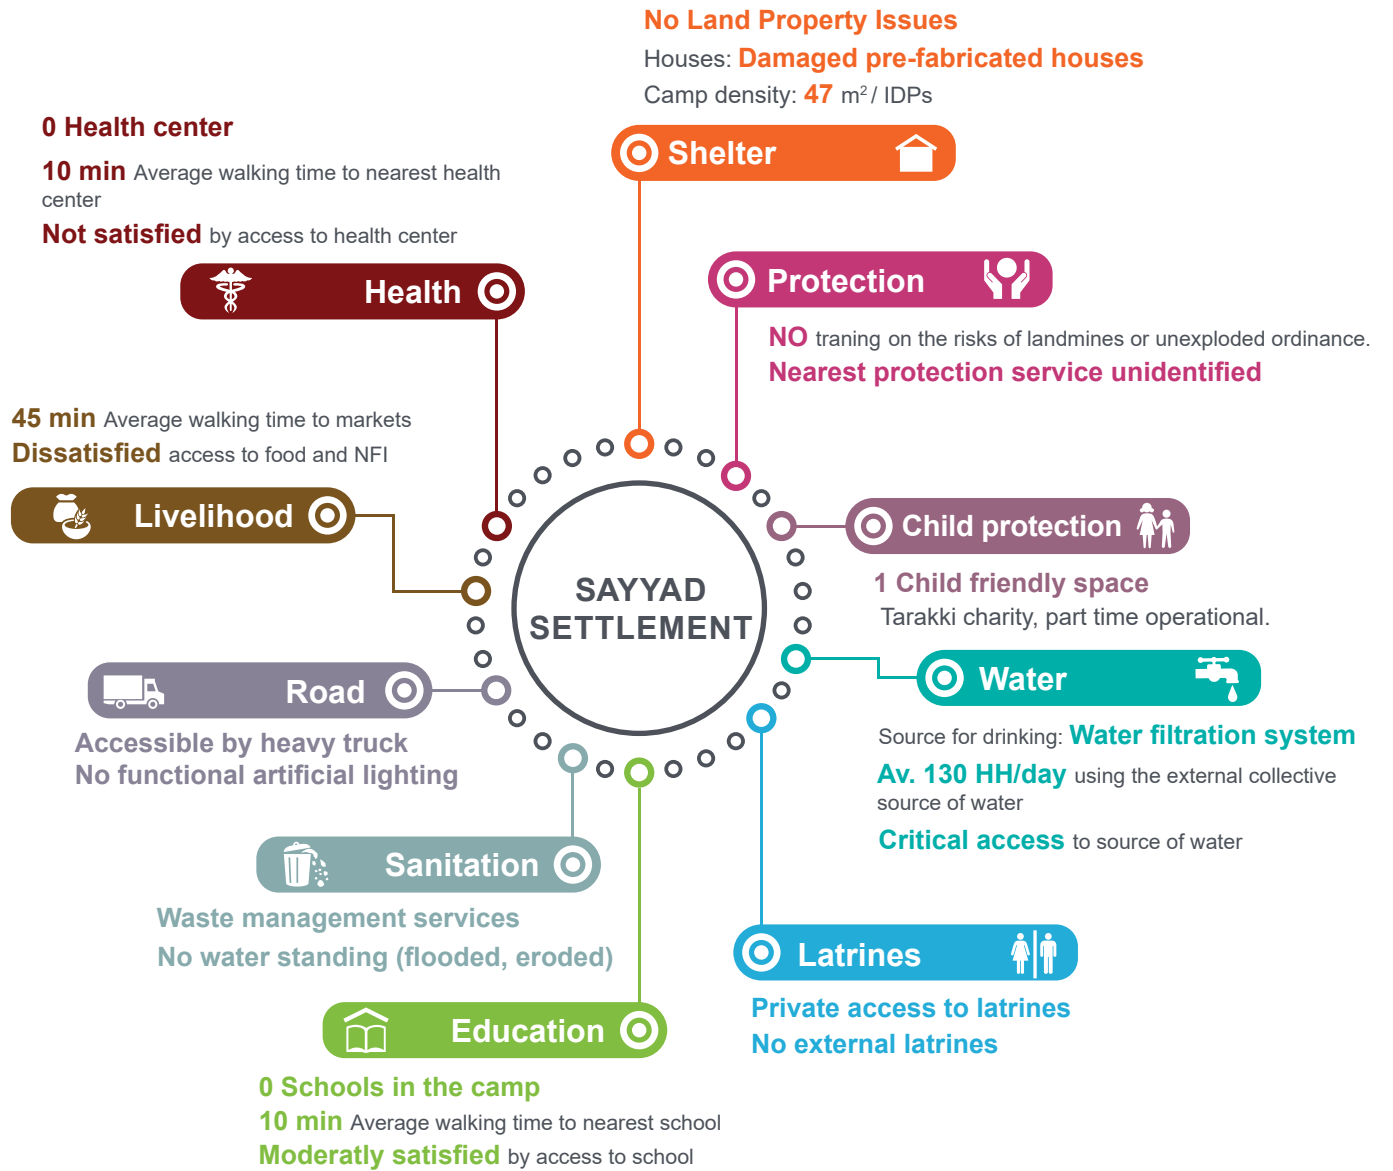 No Land Property Issues
Houses: Damaged pre-fabricated houses
Camp density: 47 m2 / IDPs
Shelter
0 Health center
10 min Average walking time to nearest health
center
Not satisfied by access to health center
Health
Protection
NO traning on the risks of landmines or unexploded ordinance.
Nearest protection service unidentified
45 min Average walking time to markets
Dissatisfied access to food and NFI
Livelihood
Child protection
1 Child friendly space
Tarakki charity, part time operational.
SAYYAD
SETTLEMENT
Road
Accessible by heavy truck
No functional artificial lighting
Water
Source for drinking: Water filtration system
Av. 130 HH/day using the external collective
source of water
Critical access to source of water
Sanitation
Waste management services
No water standing (flooded, eroded)
Latrines
Private access to latrines
No external latrines
Education
0 Schools in the camp
10 min Average walking time to nearest school
Moderatly satisfied by access to school